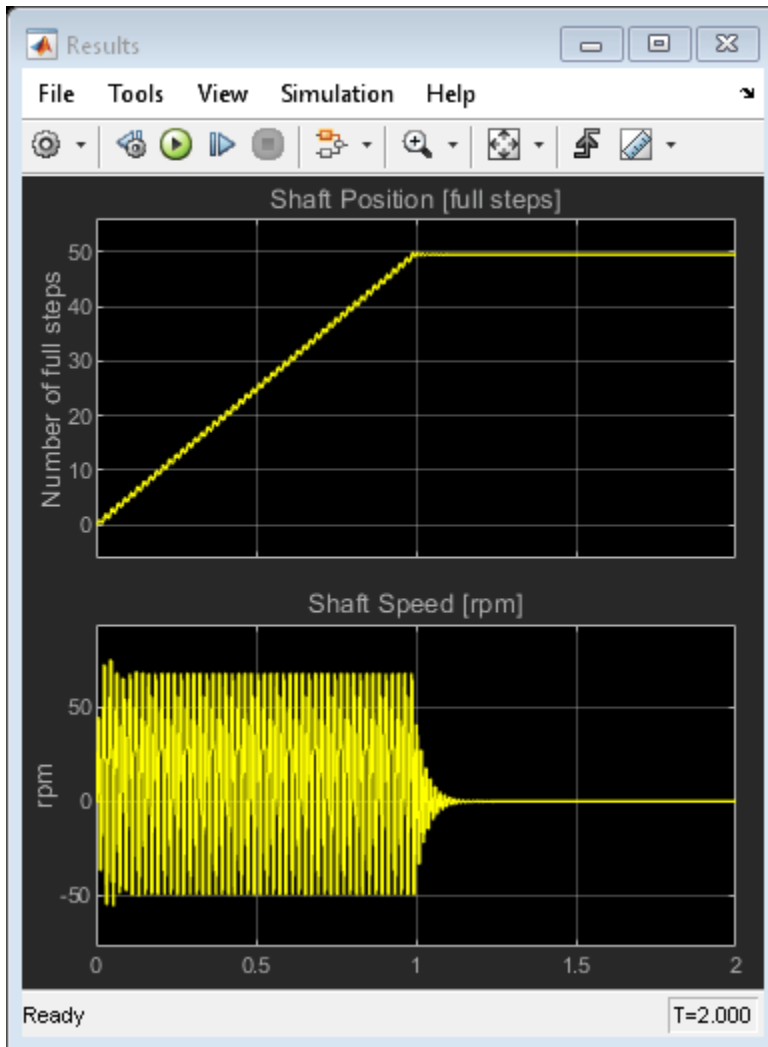 Results
File Tools View Simulation Help
Shaft Position [full steps]
Number of full steps
50
40
30
20
10
0
Shaft Speed [rpm]
rpm
50
0
-50
0 0.5 1 1.5 2
Ready T=2.000